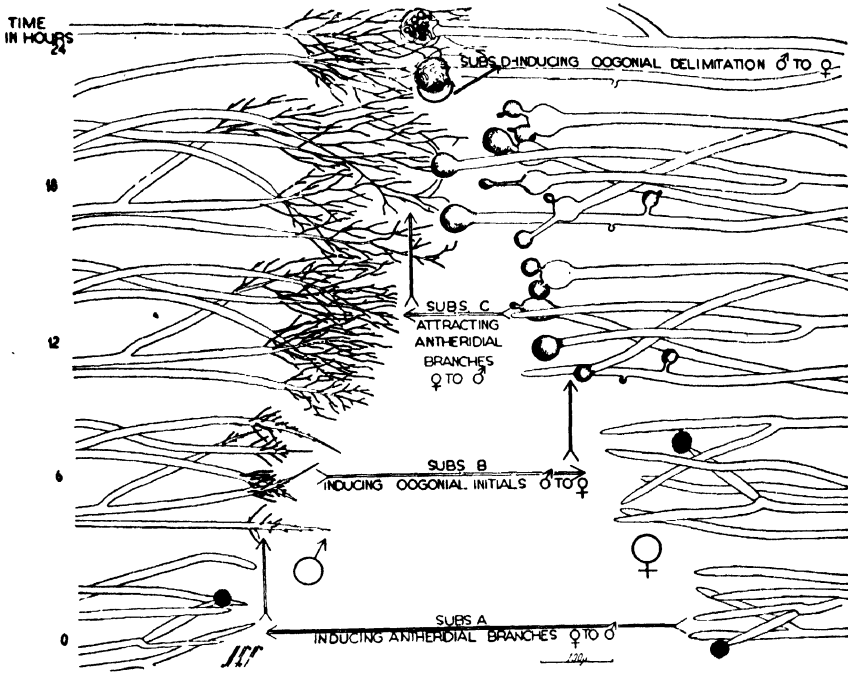 TIME
IN HOURS
24
SUBS D-INDUCING OOGONIAL DELIMITATION ♂ TO ♀
18
12
SUBS C
ATTRACTING
ANTHERIDIAL
BRANCHES
♀ TO ♂
6
SUBS B
INDUCING OOGONIAL INITIALS ♂ TO ♀
♂
♀
0
SUBS A
INDUCING ANTHERIDIAL BRANCHES ♀ TO ♂